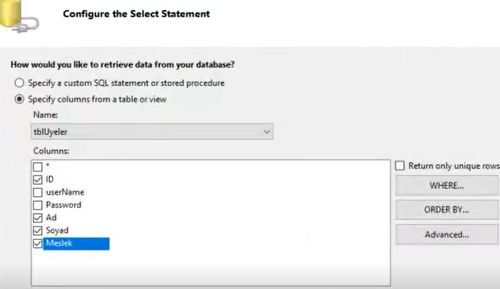 Configure the Select Statement
How would you like to retrieve data from your database?
Specify a custom SQL statement or stored procedure
Specify columns from a table or view
Name:
tblUyeler
Columns:
*
ID
userName
Password
Ad
Soyad
Meslek
Return only unique rows
WHERE...
ORDER BY...
Advanced...